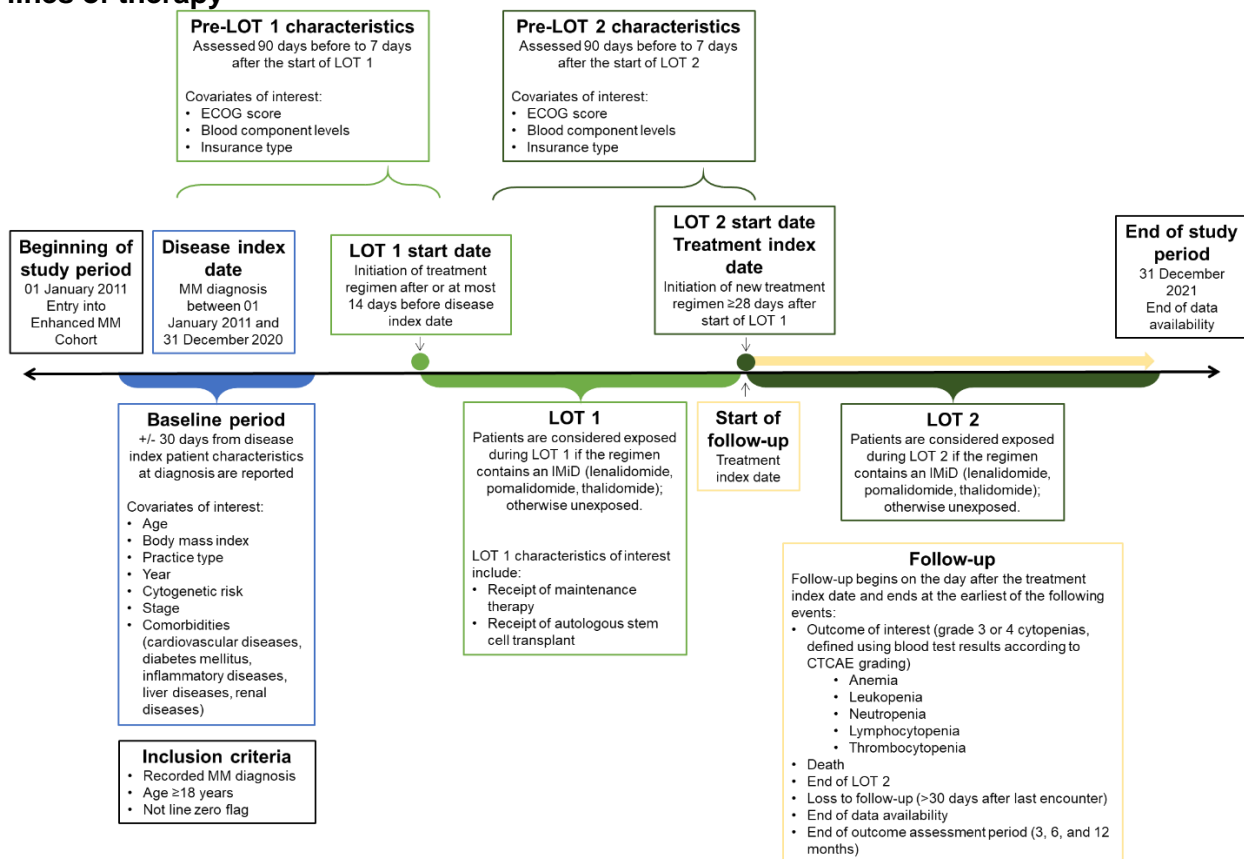 lines of therapy
Pre-LOT 1 characteristics
Assessed 90 days before to 7 days
after the start of LOT 1
Covariates of interest:
• ECOG score
• Blood component levels
• Insurance type
Pre-LOT 2 characteristics
Assessed 90 days before to 7 days
after the start of LOT 2
Covariates of interest:
• ECOG score
• Blood component levels
• Insurance type
Beginning of
study period
01 January 2011
Entry into
Enhanced MM
Cohort
Disease index
date
MM diagnosis
between 01
January 2011 and
31 December 2020
LOT 1 start date
Initiation of treatment
regimen after or at most
14 days before disease
index date
LOT 2 start date
Treatment index
date
Initiation of new treatment
regimen ≥28 days after
start of LOT 1
End of study
period
31 December
2021
End of data
availability
Baseline period
+/- 30 days from disease
index patient characteristics
at diagnosis are reported
Covariates of interest:
• Age
• Body mass index
• Practice type
• Year
• Cytogenetic risk
• Stage
• Comorbidities
(cardiovascular diseases,
diabetes mellitus,
inflammatory diseases,
liver diseases, renal
diseases)
Inclusion criteria
• Recorded MM diagnosis
• Age ≥18 years
• Not line zero flag
LOT 1
Patients are considered exposed
during LOT 1 if the regimen
contains an IMiD (lenalidomide,
pomalidomide, thalidomide);
otherwise unexposed.
LOT 1 characteristics of interest
include:
• Receipt of maintenance
therapy
• Receipt of autologous stem
cell transplant
Start of
follow-up
Treatment
index date
LOT 2
Patients are considered exposed
during LOT 2 if the regimen
contains an IMiD (lenalidomide,
pomalidomide, thalidomide);
otherwise unexposed.
Follow-up
Follow-up begins on the day after the treatment
index date and ends at the earliest of the following
events:
• Outcome of interest (grade 3 or 4 cytopenias,
defined using blood test results according to
CTCAE grading)
• Anemia
• Leukopenia
• Neutropenia
• Lymphocytopenia
• Thrombocytopenia
• Death
• End of LOT 2
• Loss to follow-up (>30 days after last encounter)
• End of data availability
• End of outcome assessment period (3, 6, and 12
months)